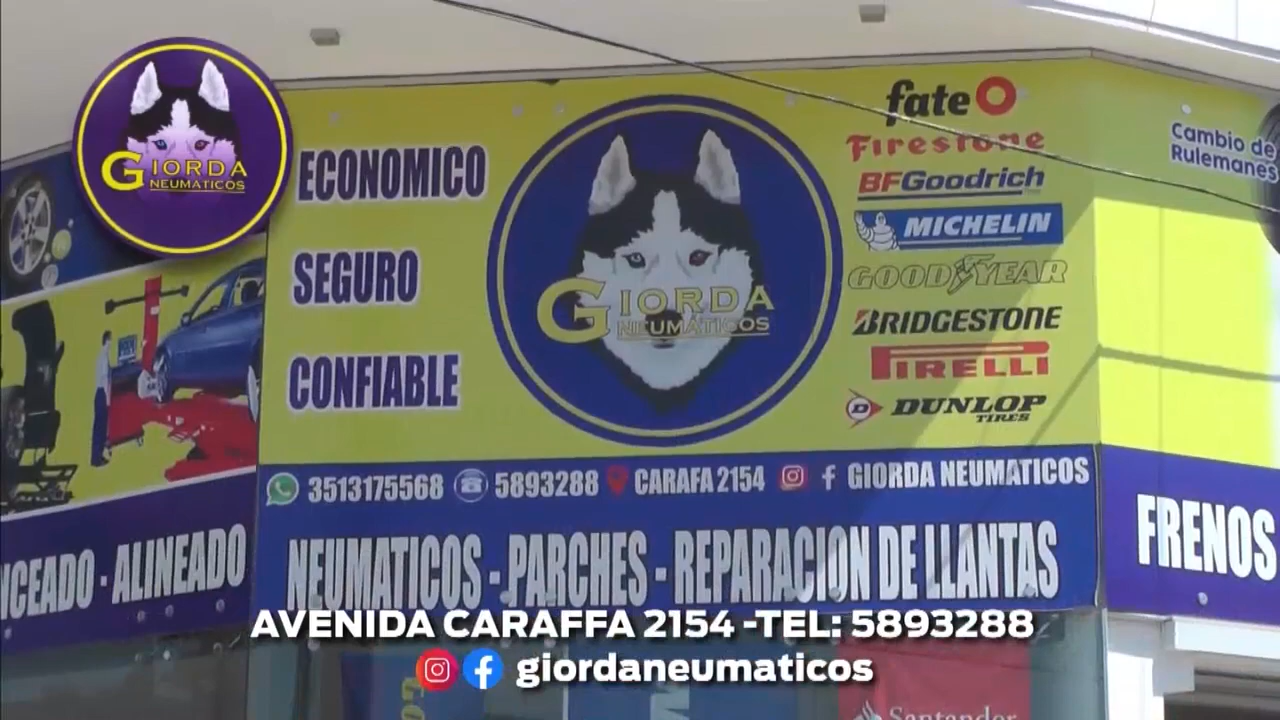 GIORDA
NEUMATICOS
ECONOMICO
SEGURO
CONFIABLE
GIORDA
NEUMÁTICOS
fate
Firestone
BFGoodrich
MICHELIN
GOODYEAR
BRIDGESTONE
PIRELLI
D DUNLOP
TIRES
Cambio de
Rulemanes
3513175568 5893288 CARAFA 2154 GIORDA NEUMATICOS
NCEADO - ALINEADO
NEUMATICOS - PARCHES - REPARACION DE LLANTAS
FRENOS
AVENIDA CARAFFA 2154 -TEL: 5893288
giordaneumaticos
Santander